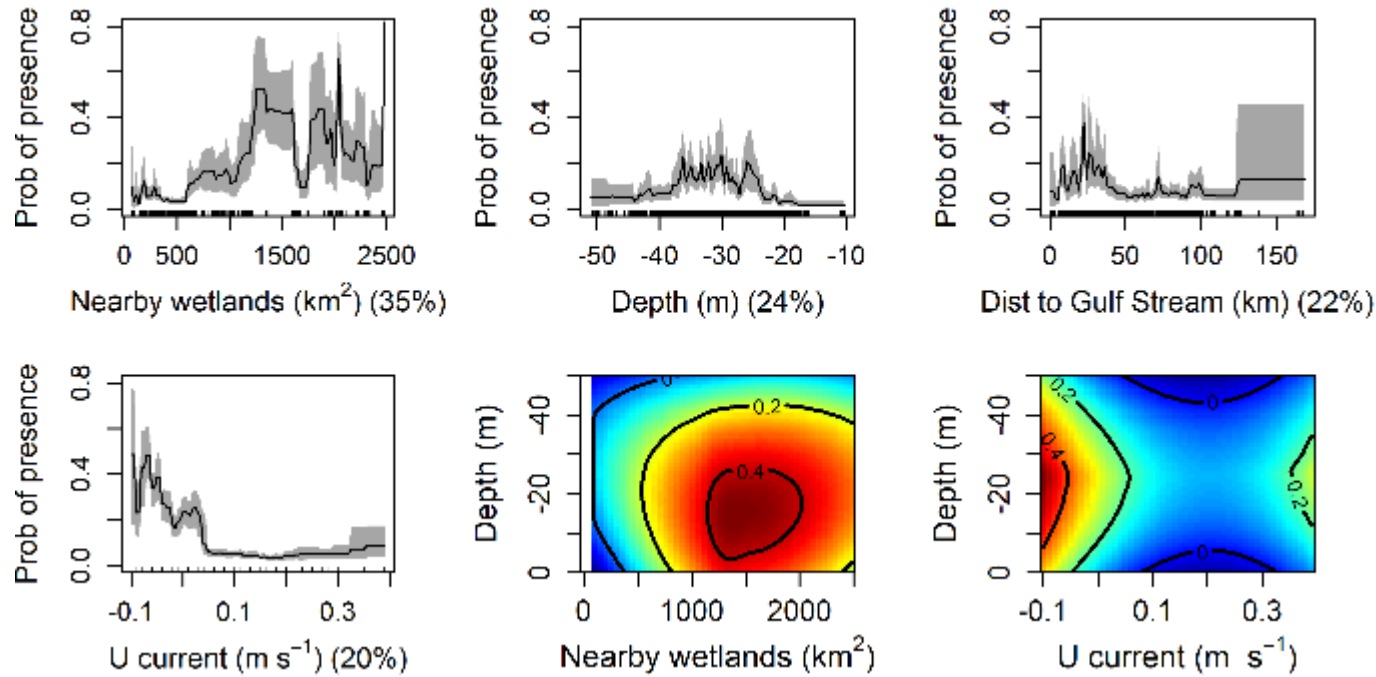 Prob of presence
0.0 0.4 0.8
0 500 1500 2500
Nearby wetlands (km²) (35%)
Prob of presence
0.0 0.4 0.8
-50 -40 -30 -20 -10
Depth (m) (24%)
Prob of presence
0.0 0.4 0.8
0 50 100 150
Dist to Gulf Stream (km) (22%)
Prob of presence
0.0 0.4 0.8
-0.1 0.1 0.3
U current (m s⁻¹) (20%)
Depth (m)
0 -20 -40
0
0.2
0.4
0
0 1000 2000
Nearby wetlands (km²)
Depth (m)
0 -20 -40
0.2
0
0.4
0.2
0
-0.1 0.1 0.3
U current (m s⁻¹)